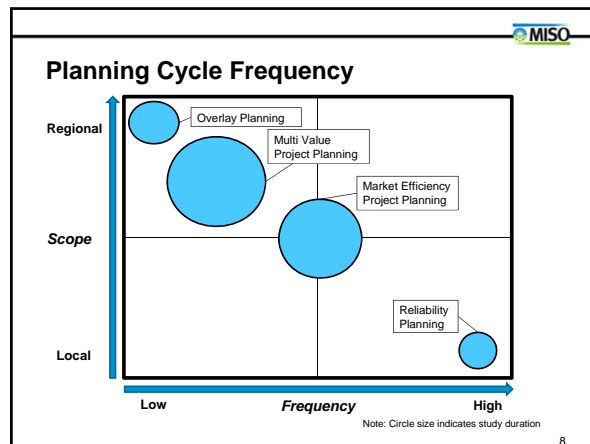 MISO
Planning Cycle Frequency
Regional
Overlay Planning
Multi Value
Project Planning
Market Efficiency
Project Planning
Scope
Reliability
Planning
Local
Low
Frequency
High
Note: Circle size indicates study duration
8